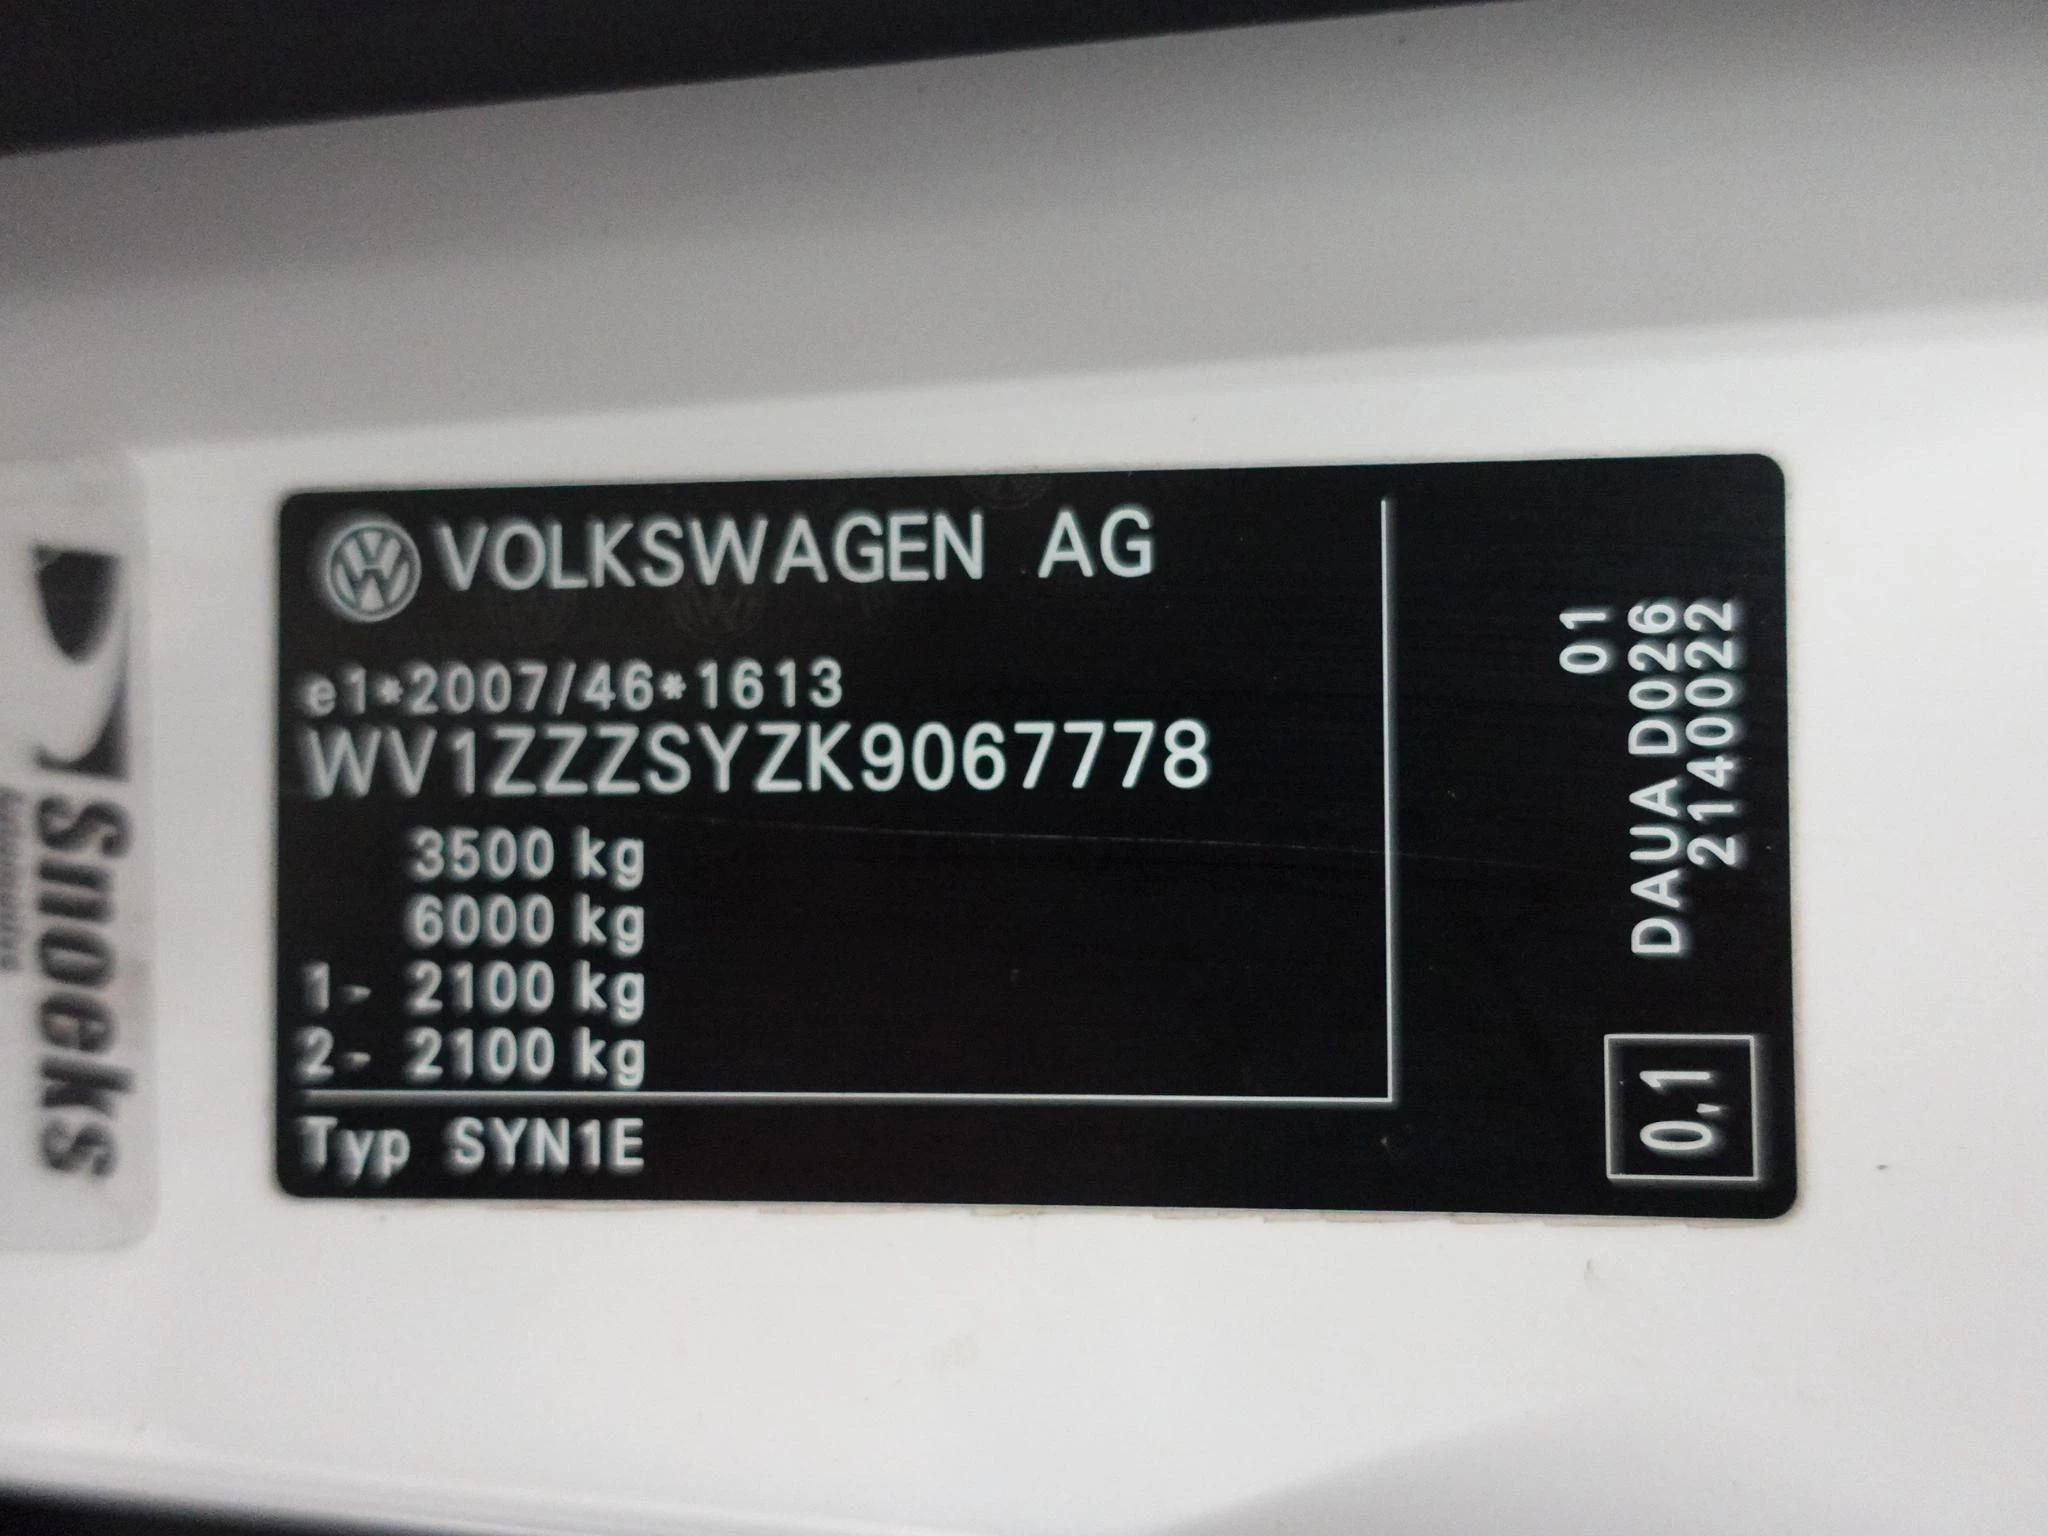 VOLKSWAGEN AG
e1*2007/46*1613
WV1ZZZSYZK9067778
3500 kg
6000 kg
1- 2100 kg
2- 2100 kg
Typ SYN1E
01
DAUA D026
2140022
0,1
Snoeks